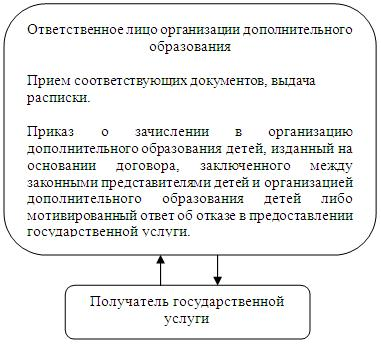 Ответственное лицо организации дополнительного
образования
Прием соответствующих документов, выдача
расписки.
Приказ о зачислении в организацию
дополнительного образования детей, изданный на
основании договора, заключенного между
законными представителями детей и организацией
дополнительного образования детей либо
мотивированный ответ об отказе в предоставлении
государственной услуги.
Получатель государственной
услуги